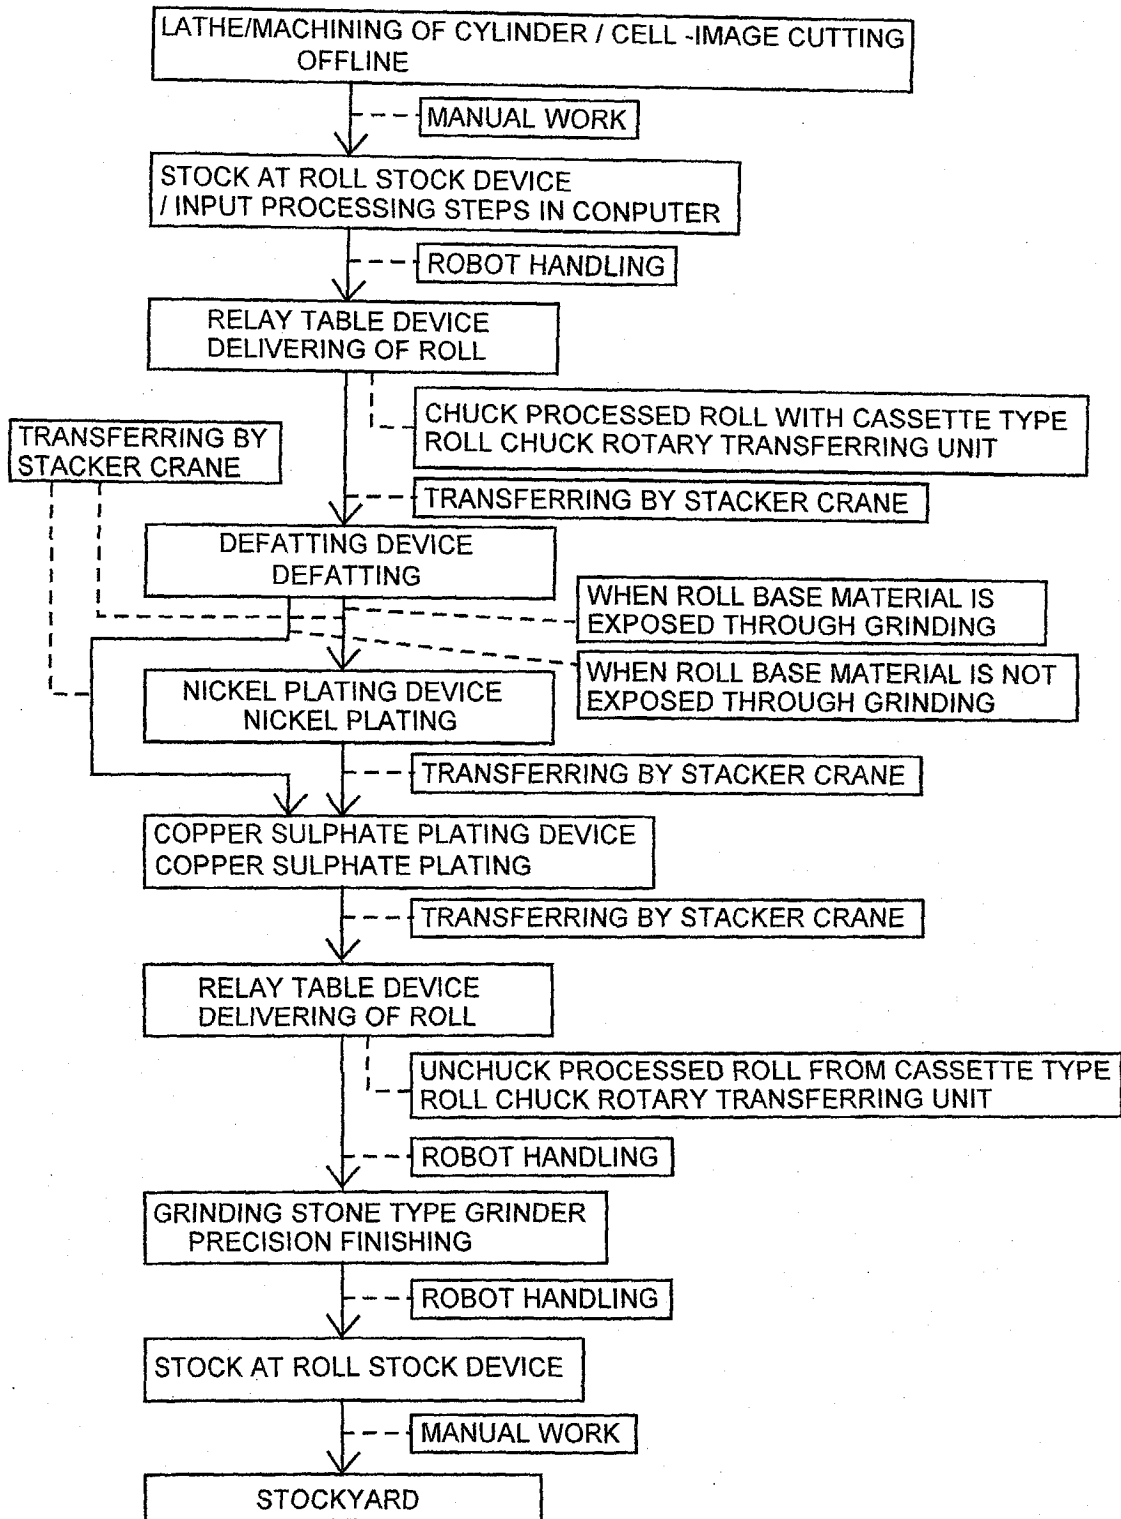 LATHE/MACHINING OF CYLINDER / CELL -IMAGE CUTTING
OFFLINE
MANUAL WORK
STOCK AT ROLL STOCK DEVICE
/ INPUT PROCESSING STEPS IN CONPUTER
ROBOT HANDLING
RELAY TABLE DEVICE
DELIVERING OF ROLL
CHUCK PROCESSED ROLL WITH CASSETTE TYPE
ROLL CHUCK ROTARY TRANSFERRING UNIT
TRANSFERRING BY
STACKER CRANE
TRANSFERRING BY STACKER CRANE
DEFATTING DEVICE
DEFATTING
WHEN ROLL BASE MATERIAL IS
EXPOSED THROUGH GRINDING
WHEN ROLL BASE MATERIAL IS NOT
EXPOSED THROUGH GRINDING
NICKEL PLATING DEVICE
NICKEL PLATING
TRANSFERRING BY STACKER CRANE
COPPER SULPHATE PLATING DEVICE
COPPER SULPHATE PLATING
TRANSFERRING BY STACKER CRANE
RELAY TABLE DEVICE
DELIVERING OF ROLL
UNCHUCK PROCESSED ROLL FROM CASSETTE TYPE
ROLL CHUCK ROTARY TRANSFERRING UNIT
ROBOT HANDLING
GRINDING STONE TYPE GRINDER
PRECISION FINISHING
ROBOT HANDLING
STOCK AT ROLL STOCK DEVICE
MANUAL WORK
STOCKYARD